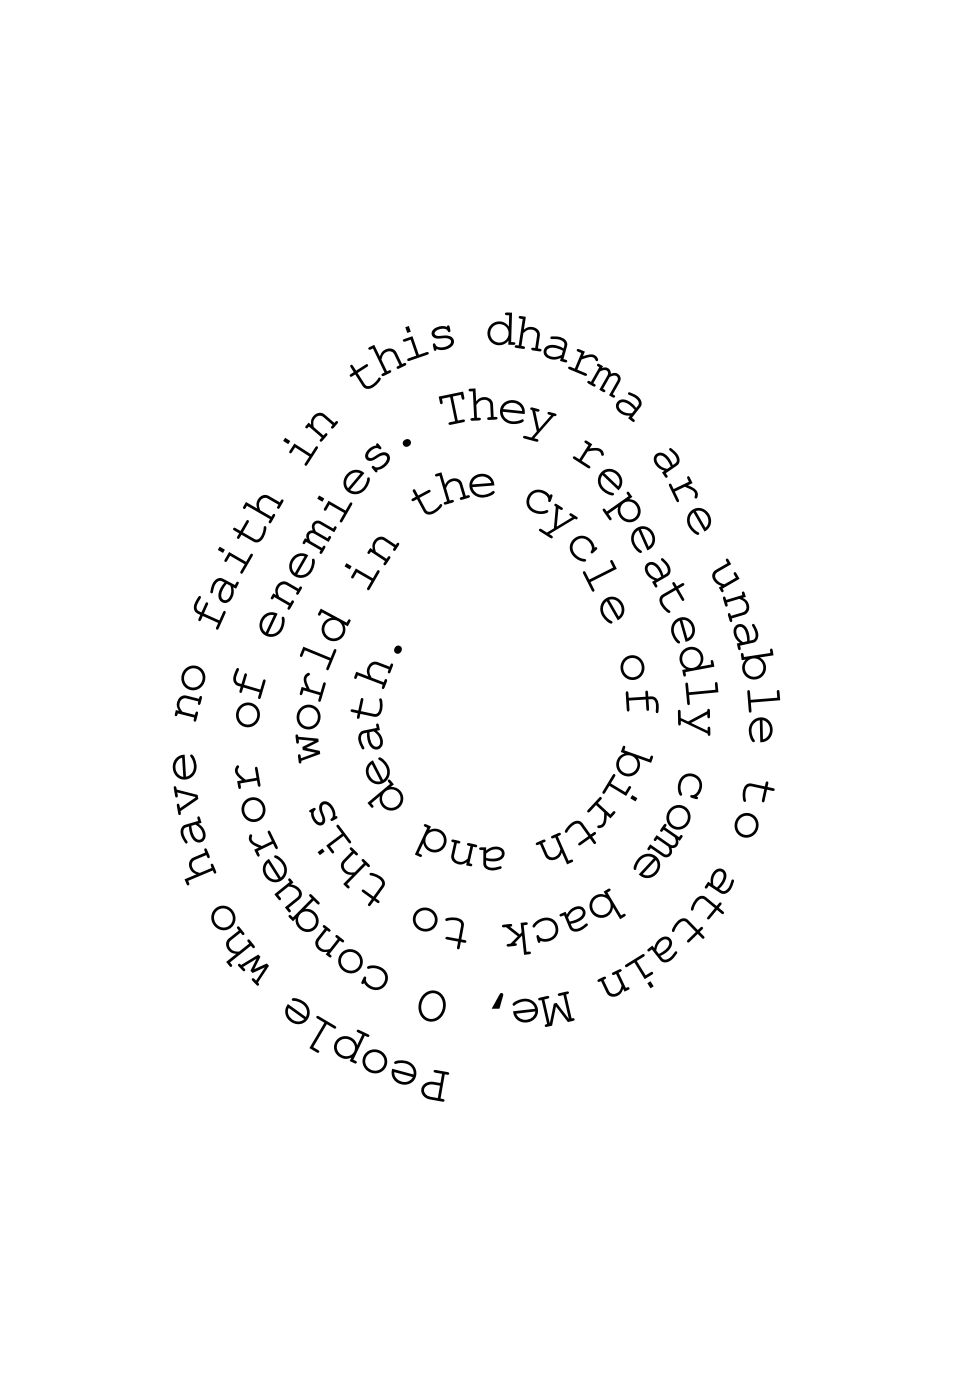 People who have no faith in this dharma are unable to attain Me, O conqueror of enemies. They repeatedly come back to this world in the cycle of birth and death.